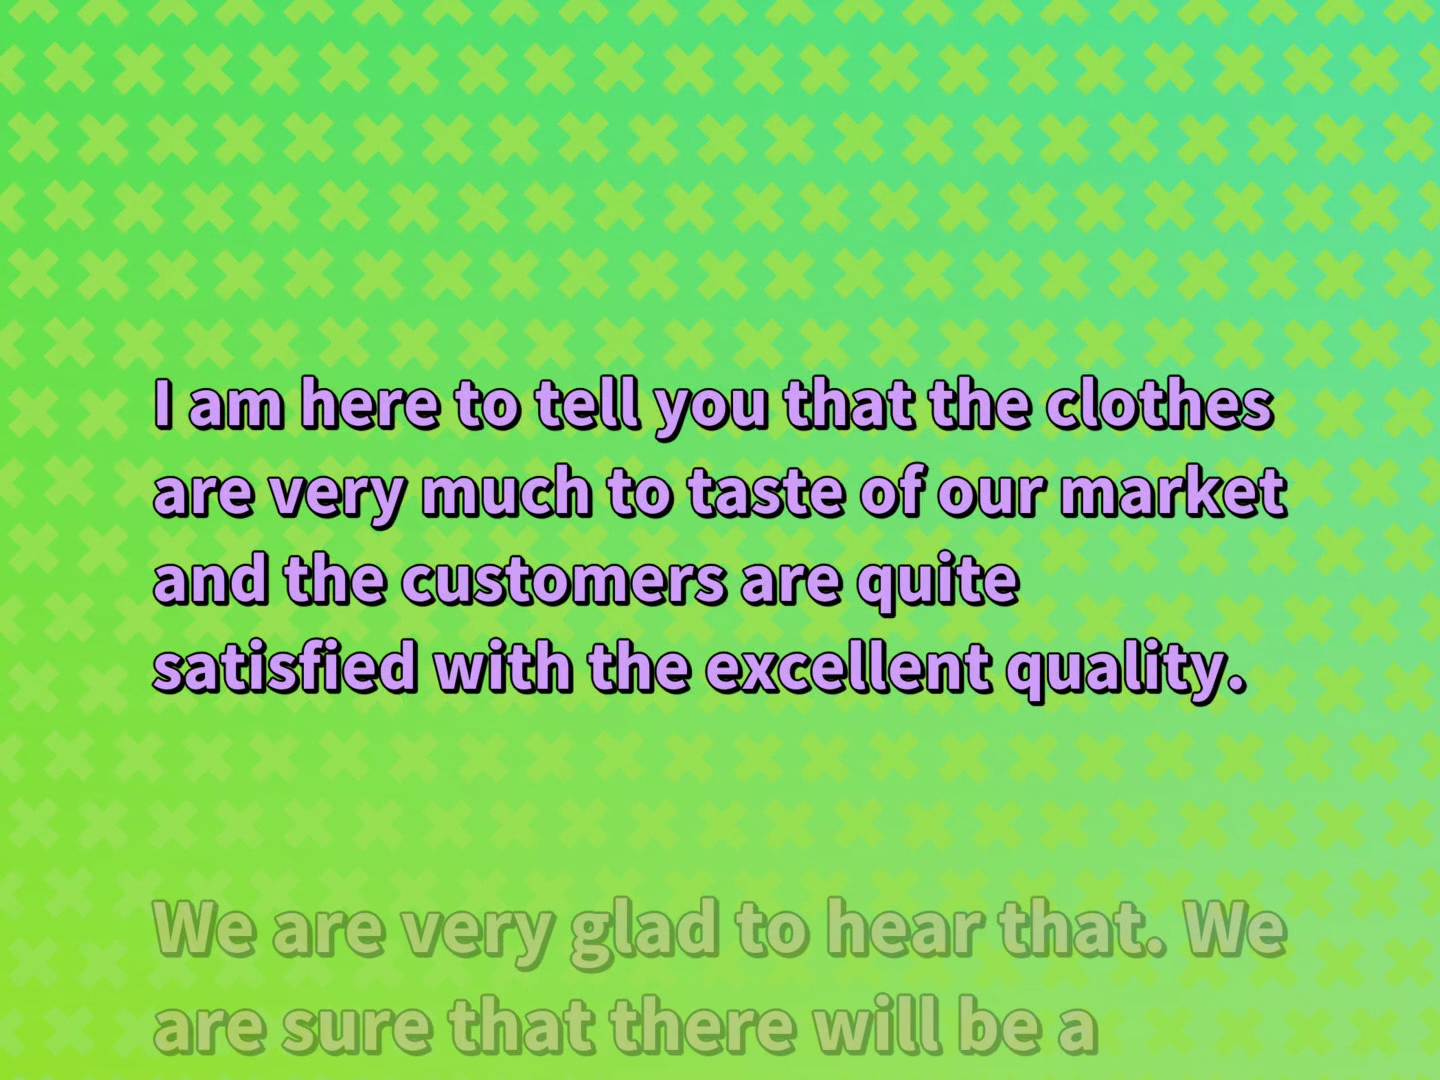 I am here to tell you that the clothes
are very much to taste of our market
and the customers are quite
satisfied with the excellent quality.
We are very glad to hear that. We
are sure that there will be a